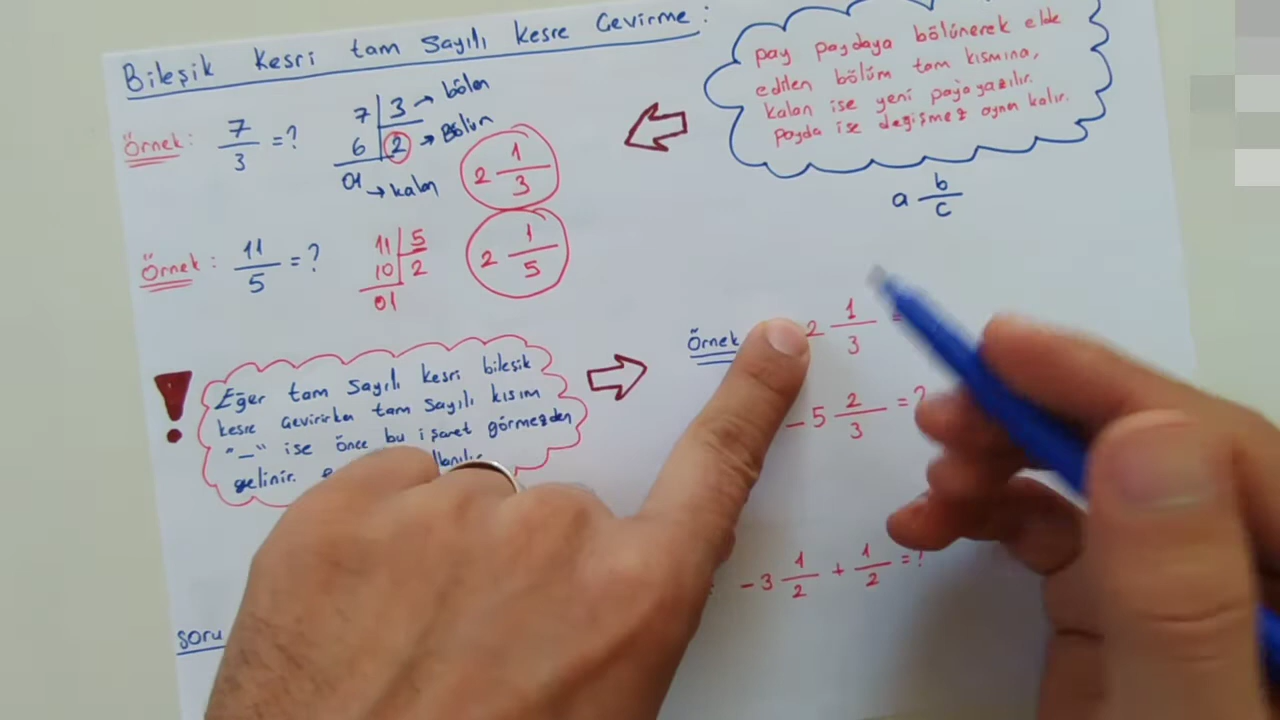 Bileşik kesri tam sayılı kesre Çevirme:
pay paydaya bölünerek elde
edilen bölüm tam kısmına,
kalan ise yeni paya yazılır.
payda ise değişmez aynen kalır.
a b/c
Örnek: 7/3 = ?
7 3 → bölen
6 2 → Bölüm
01 → kalan
2 1/3
Örnek: 11/5 = ?
11 5
10 2
01
2 1/5
! Eğer tam sayılı kesri bileşik
kesre çevirirken tam sayılı kısım
"_" ise önce bu işaret görmezden
gelinir.
Örnek 2 1/3 =
-5 2/3 = ?
soru
-3 1/2 + 1/2 = ?